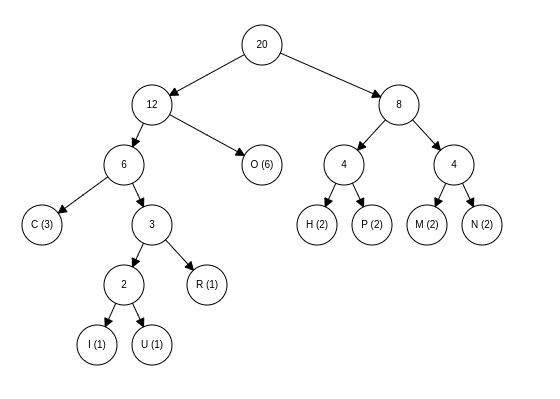 20
12
8
6
O (6)
4
4
C (3)
3
H (2)
P (2)
M (2)
N (2)
2
R (1)
I (1)
U (1)